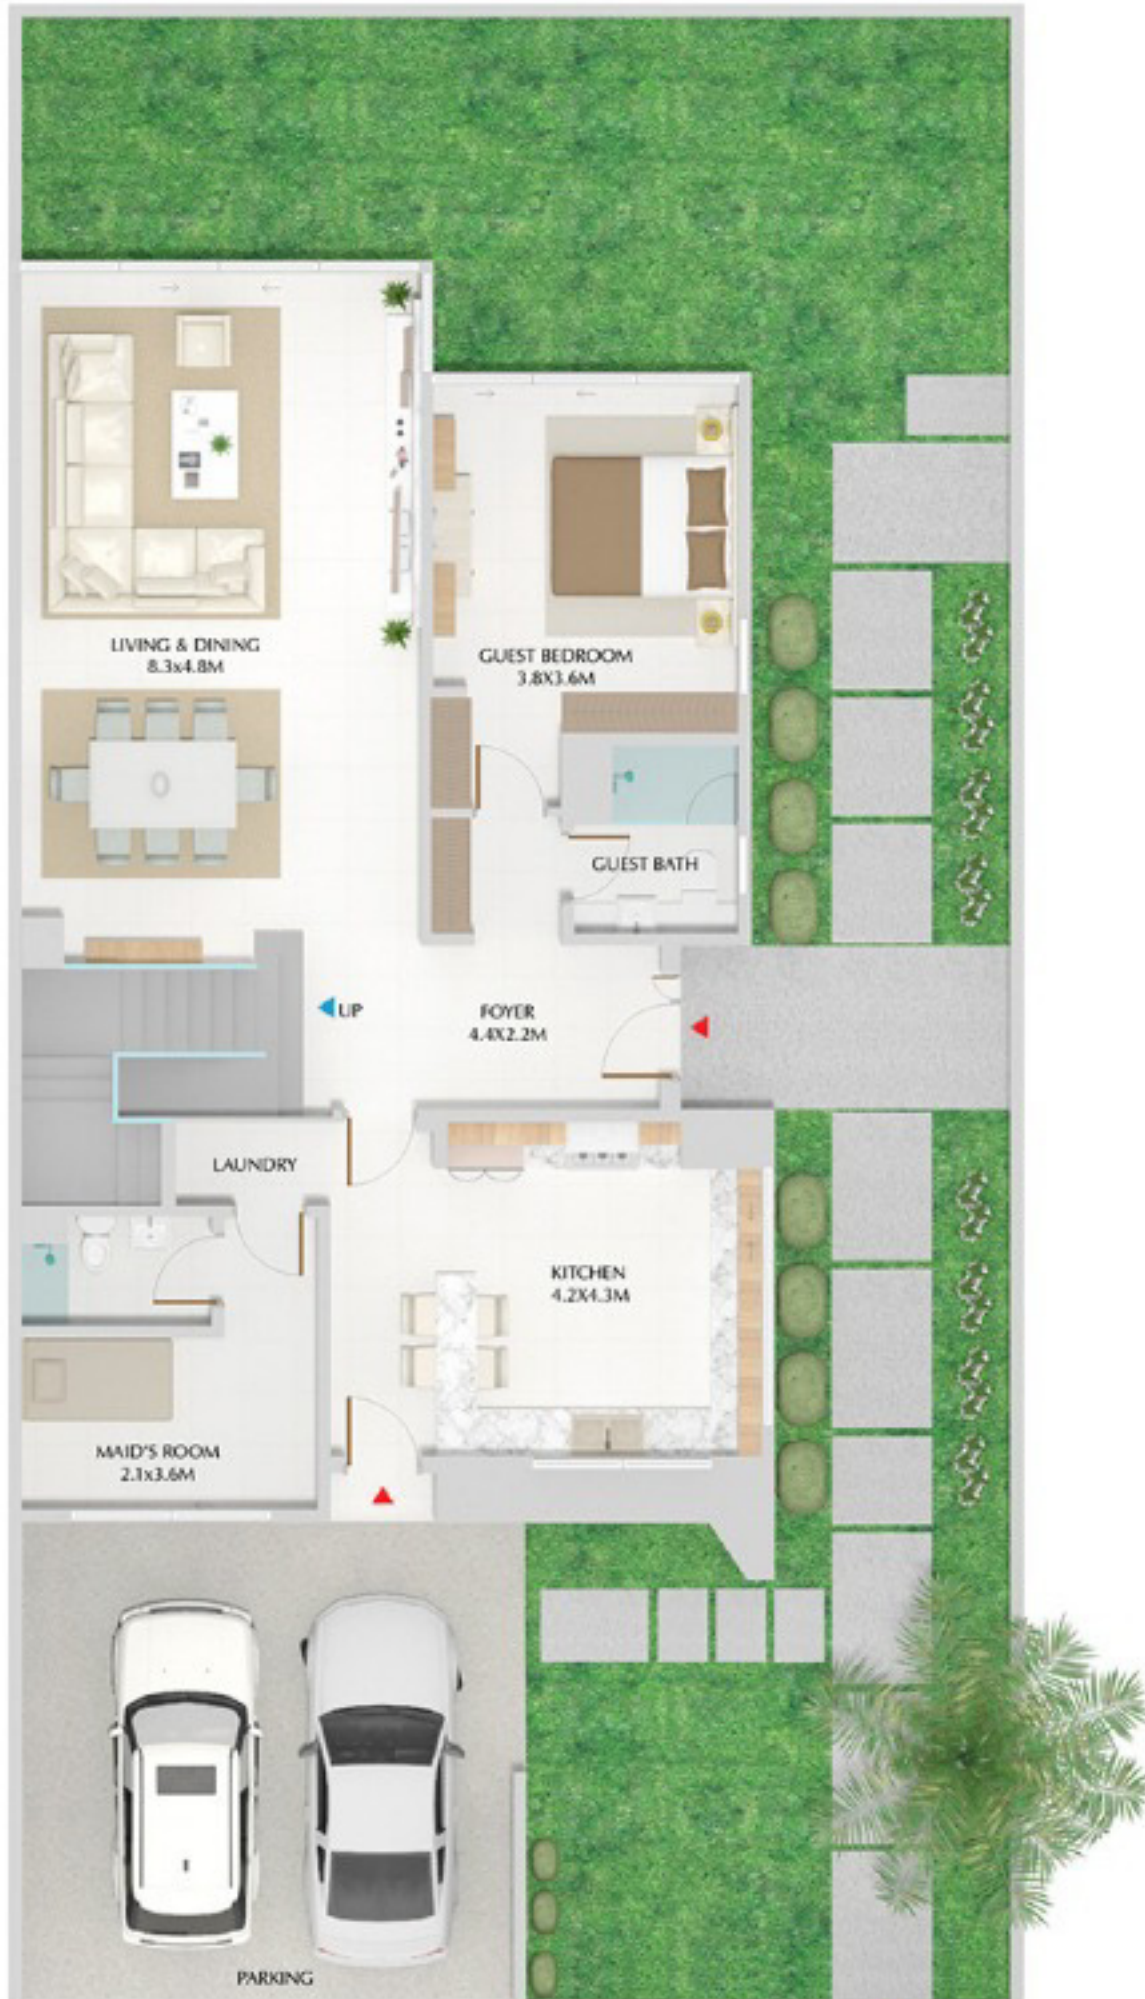 LIVING & DINING
8.3x4.8M
GUEST BEDROOM
3.8X3.6M
GUEST BATH
UP
FOYER
4.4X2.2M
LAUNDRY
KITCHEN
4.2X4.3M
MAID'S ROOM
2.1x3.6M
PARKING